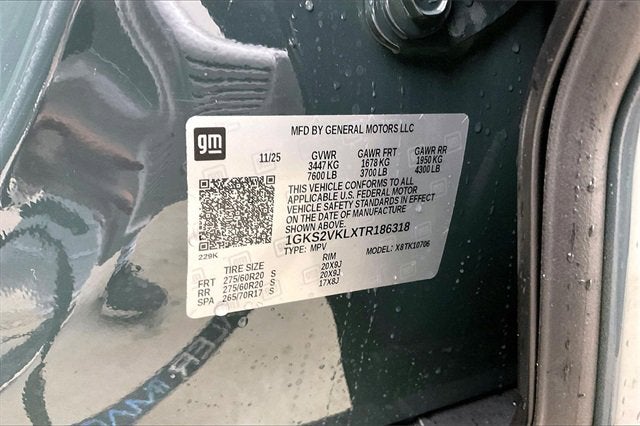 gm
MFD BY GENERAL MOTORS LLC
11/25 GVWR GAWR FRT GAWR RR
3447 KG 1678 KG 1950 KG
7600 LB 3700 LB 4300 LB
THIS VEHICLE CONFORMS TO ALL
APPLICABLE U.S. FEDERAL MOTOR
VEHICLE SAFETY STANDARDS IN EFFECT
ON THE DATE OF MANUFACTURE
SHOWN ABOVE.
1GKS2VKLXTR186318
229K TYPE: MPV MODEL: X8TK10706
TIRE SIZE RIM
FRT 275/60R20 S 20X9J
RR 275/60R20 S 20X9J
SPA 265/70R17 S 17X8J